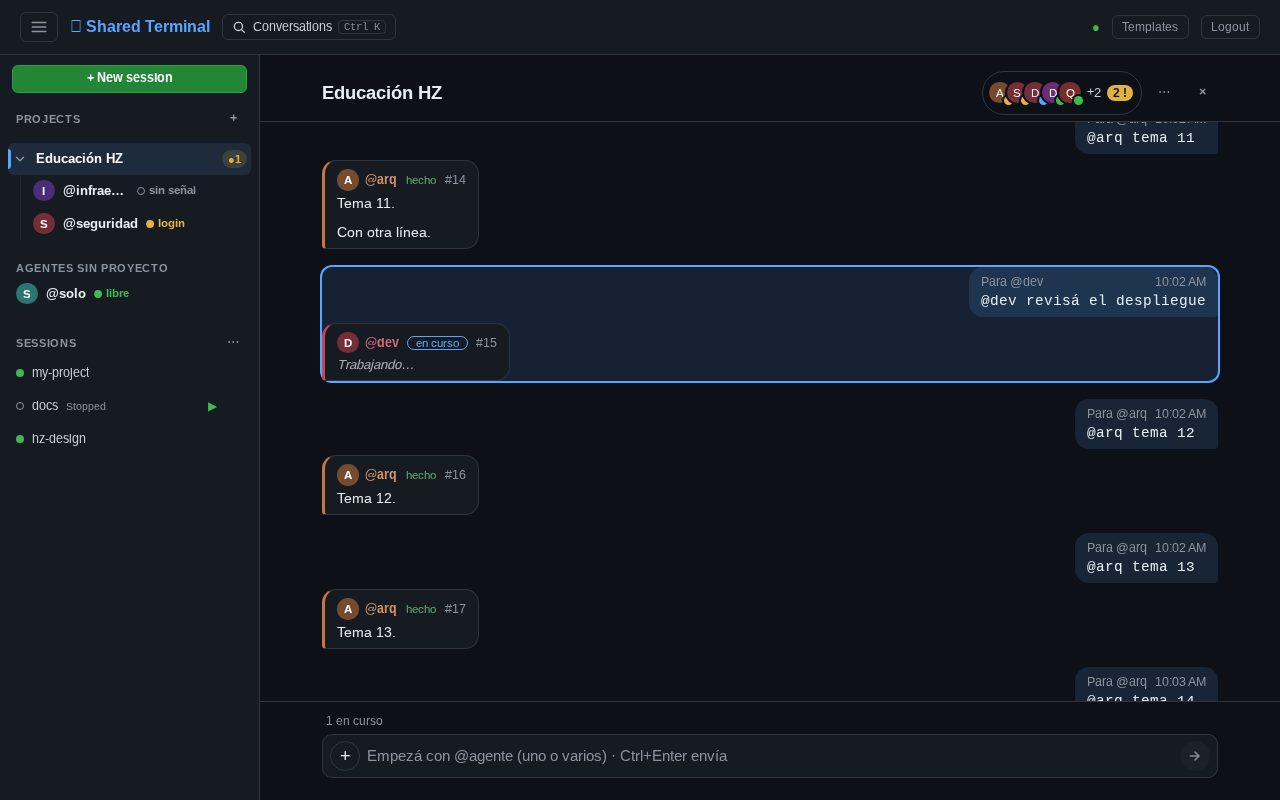 Shared Terminal
Conversations Ctrl K
Templates
Logout
+ New session
PROJECTS +
Educación HZ ●1
I @infrae… sin señal
S @seguridad login
AGENTES SIN PROYECTO
S @solo libre
SESSIONS ...
my-project
docs Stopped
hz-design
Educación HZ
A S D D Q +2 2 !
... ×
@arq tema 11
A @arq hecho #14
Tema 11.
Con otra línea.
Para @dev 10:02 AM
@dev revisá el despliegue
D @dev en curso #15
Trabajando…
Para @arq 10:02 AM
@arq tema 12
A @arq hecho #16
Tema 12.
Para @arq 10:02 AM
@arq tema 13
A @arq hecho #17
Tema 13.
Para @arq 10:03 AM
@arq tema 14
1 en curso
+ Empezá con @agente (uno o varios) · Ctrl+Enter envía